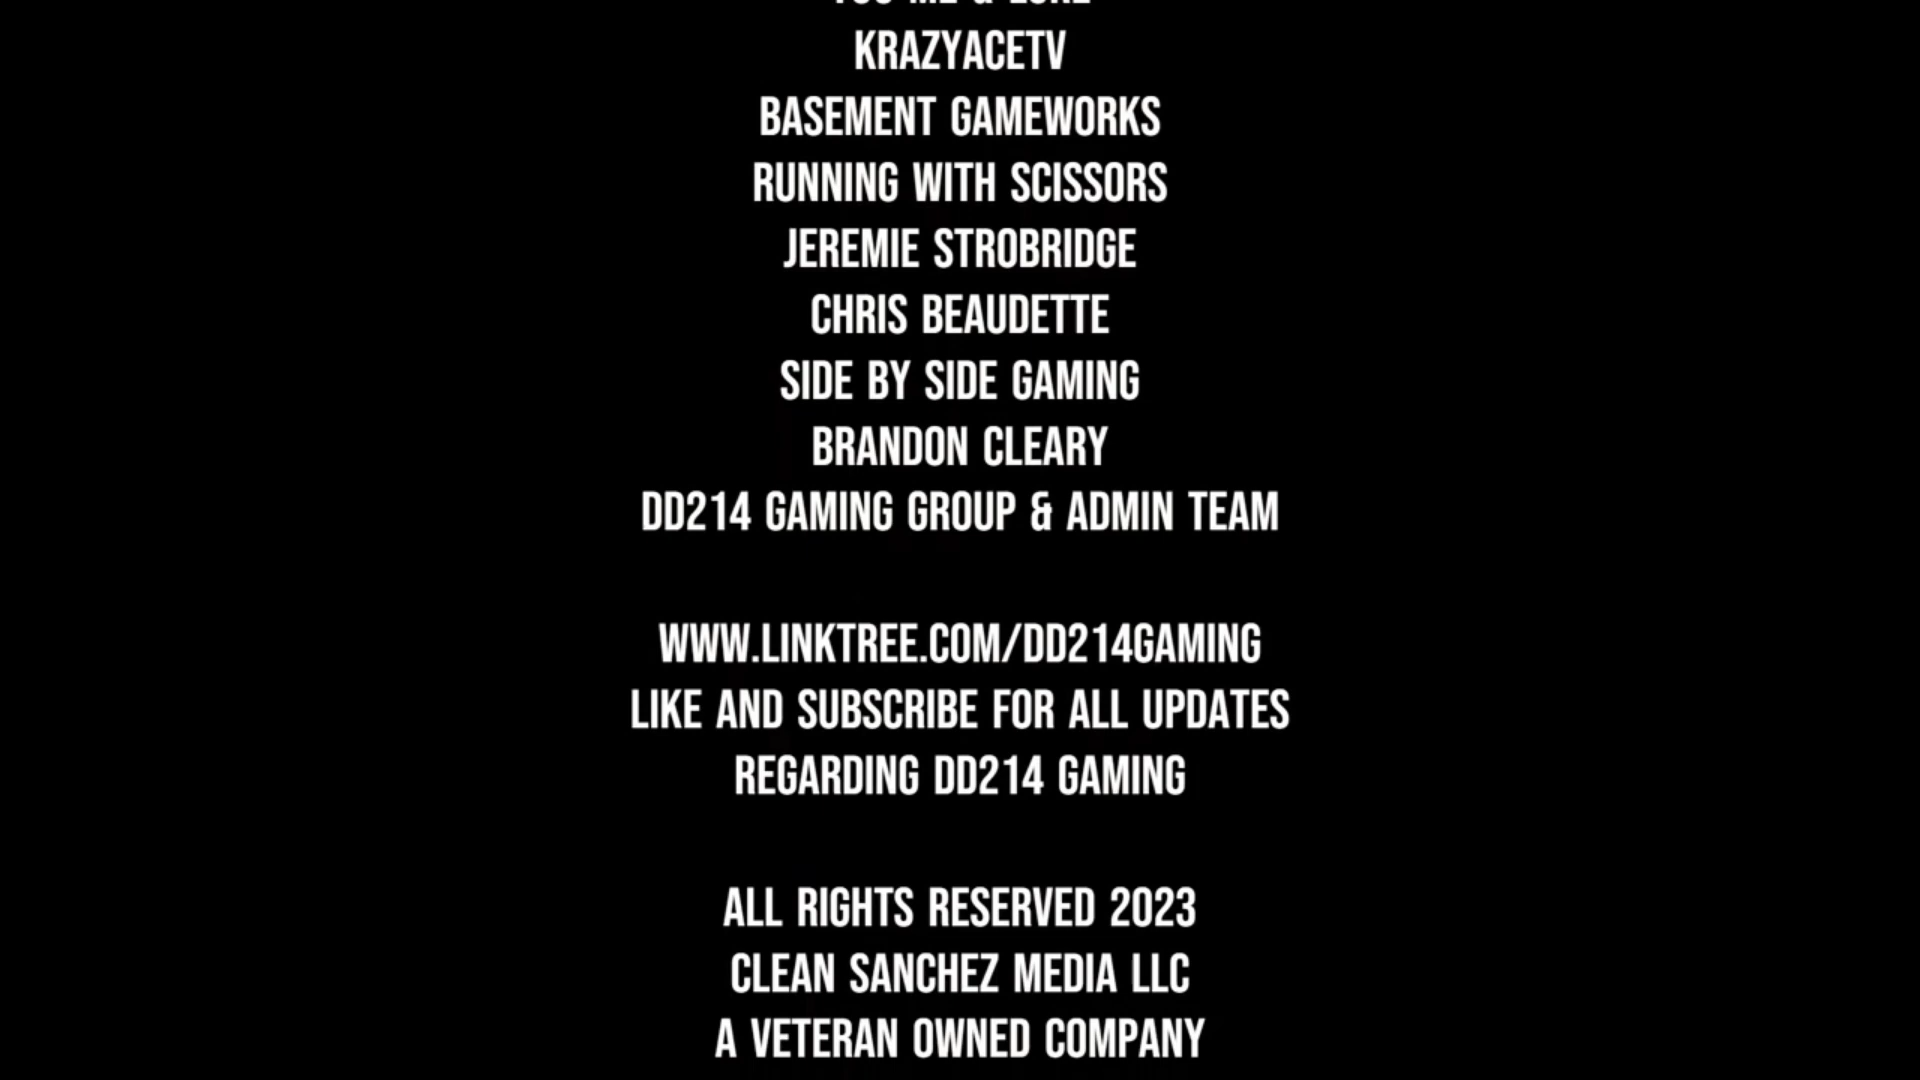 KRAZYACETV
BASEMENT GAMEWORKS
RUNNING WITH SCISSORS
JEREMIE STROBRIDGE
CHRIS BEAUDETTE
SIDE BY SIDE GAMING
BRANDON CLEARY
DD214 GAMING GROUP & ADMIN TEAM
WWW.LINKTREE.COM/DD214GAMING
LIKE AND SUBSCRIBE FOR ALL UPDATES
REGARDING DD214 GAMING
ALL RIGHTS RESERVED 2023
CLEAN SANCHEZ MEDIA LLC
A VETERAN OWNED COMPANY